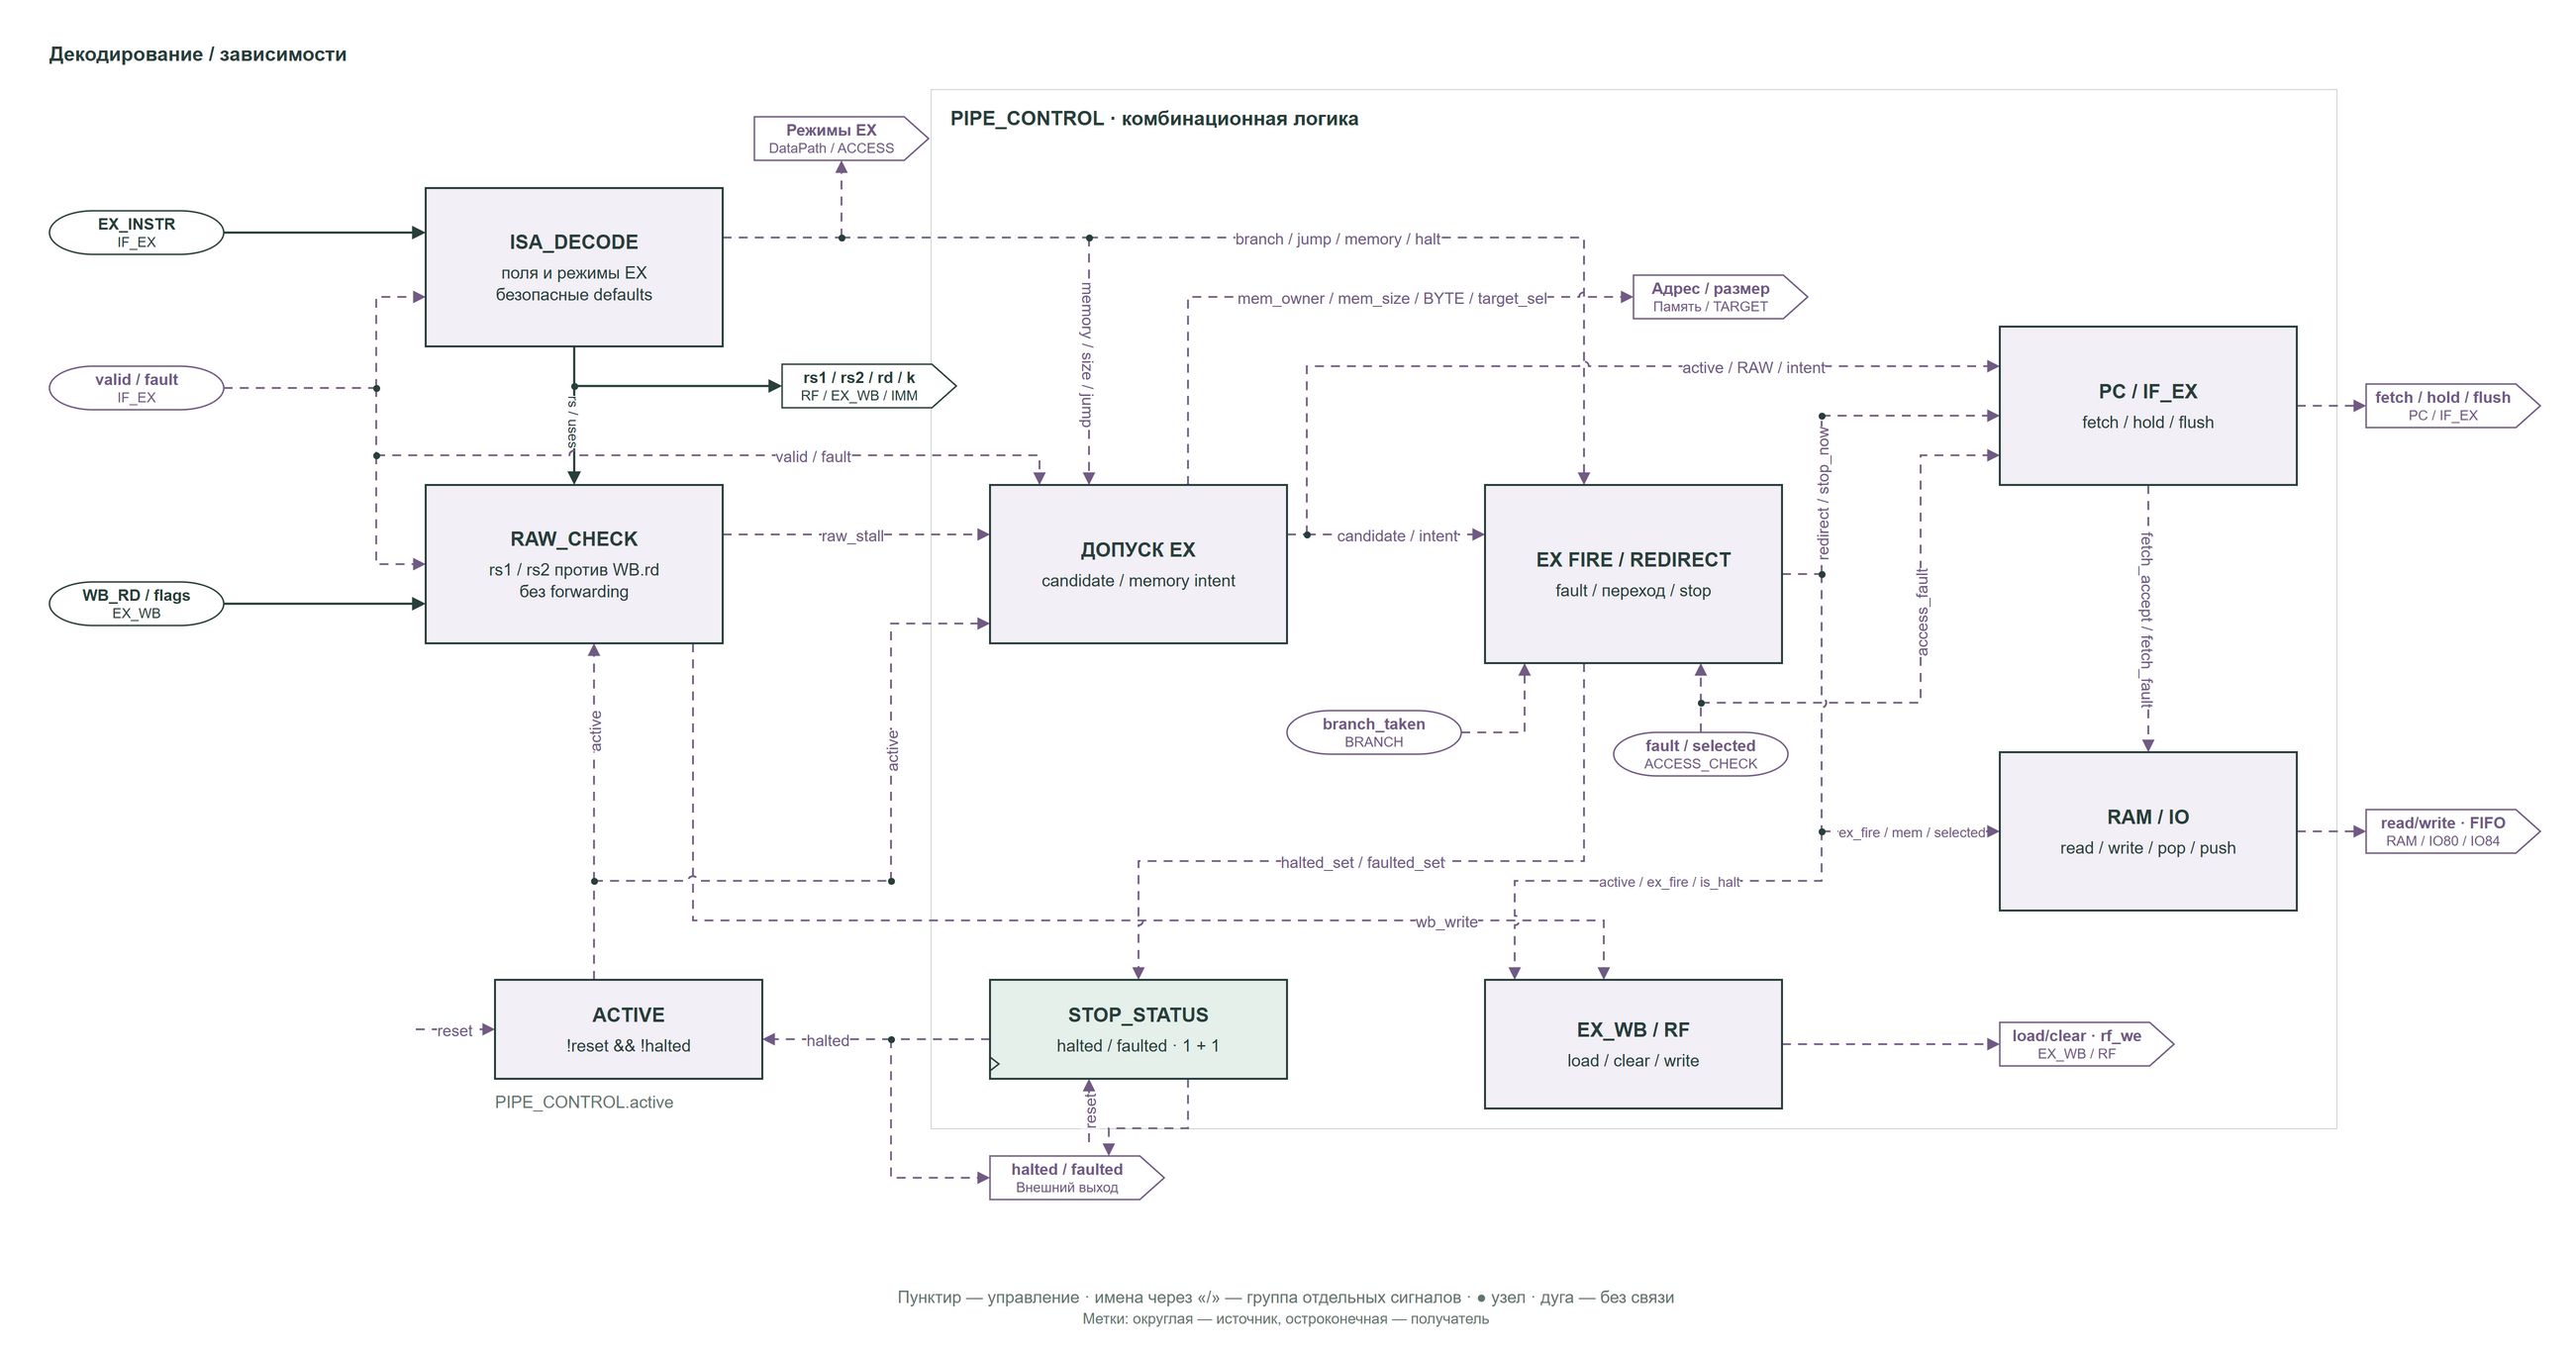 Декодирование / зависимости
PIPE_CONTROL · комбинационная логика
Режимы EX
DataPath / ACCESS
EX_INSTR
IF_EX
ISA_DECODE
поля и режимы EX
безопасные defaults
branch / jump / memory / halt
mem_owner / mem_size / BYTE / target_sel
Адрес / размер
Память / TARGET
memory / size / jump
valid / fault
IF_EX
rs1 / rs2 / rd / k
RF / EX_WB / IMM
rs / uses
active / RAW / intent
PC / IF_EX
fetch / hold / flush
fetch / hold / flush
PC / IF_EX
valid / fault
redirect / stop_now
RAW_CHECK
rs1 / rs2 против WB.rd
без forwarding
raw_stall
ДОПУСК EX
candidate / memory intent
candidate / intent
EX FIRE / REDIRECT
fault / переход / stop
access_fault
fetch_accept / fetch_fault
WB_RD / flags
EX_WB
active
active
branch_taken
BRANCH
fault / selected
ACCESS_CHECK
RAM / IO
read / write / pop / push
ex_fire / mem / selected
read/write · FIFO
RAM / IO80 / IO84
halted_set / faulted_set
active / ex_fire / is_halt
wb_write
reset
ACTIVE
!reset && !halted
PIPE_CONTROL.active
halted
STOP_STATUS
halted / faulted · 1 + 1
EX_WB / RF
load / clear / write
load/clear · rf_we
EX_WB / RF
reset
halted / faulted
Внешний выход
Пунктир — управление · имена через «/» — группа отдельных сигналов · ● узел · дуга — без связи
Метки: округлая — источник, остроконечная — получатель